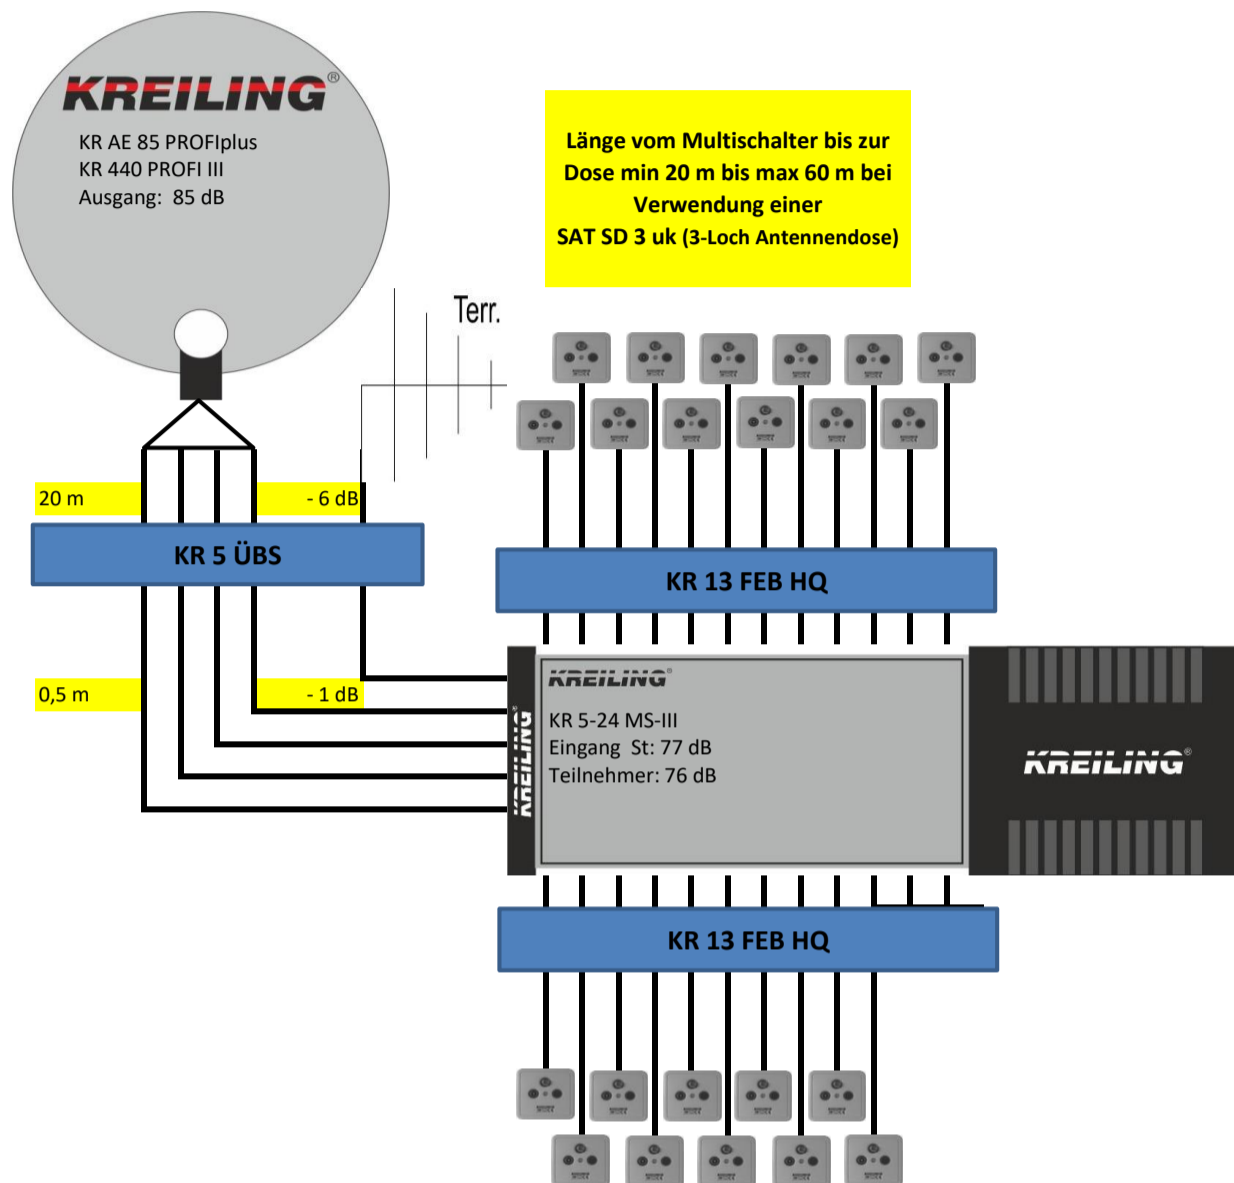 KREILING®
KR AE 85 PROFIplus
KR 440 PROFI III
Ausgang: 85 dB
Länge vom Multischalter bis zur
Dose min 20 m bis max 60 m bei
Verwendung einer
SAT SD 3 uk (3-Loch Antennendose)
Terr.
20 m
- 6 dB
KR 5 ÜBS
KR 13 FEB HQ
0,5 m
- 1 dB
KREILING
KREILING®
KR 5-24 MS-III
Eingang St: 77 dB
Teilnehmer: 76 dB
KREILING®
KR 13 FEB HQ